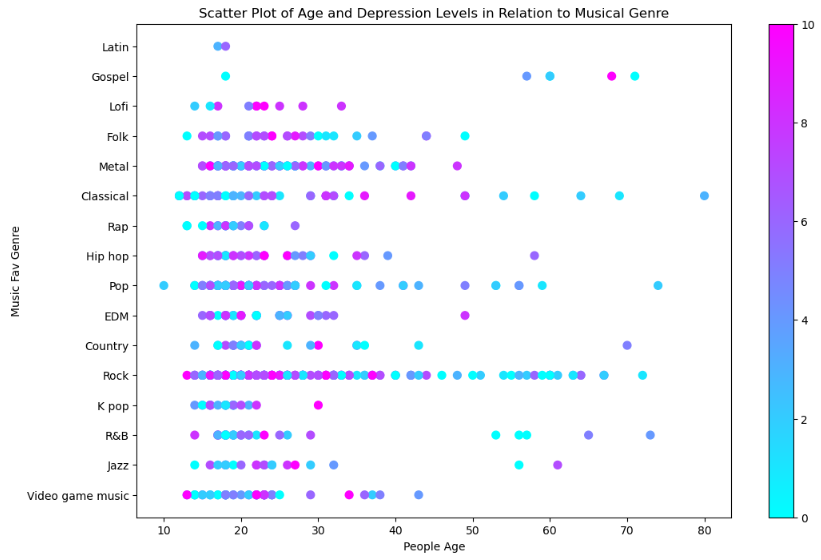 Scatter Plot of Age and Depression Levels in Relation to Musical Genre
Music Fav Genre
Latin
Gospel
Lofi
Folk
Metal
Classical
Rap
Hip hop
Pop
EDM
Country
Rock
K pop
R&B
Jazz
Video game music
10 20 30 40 50 60 70 80
People Age
10
8
6
4
2
0